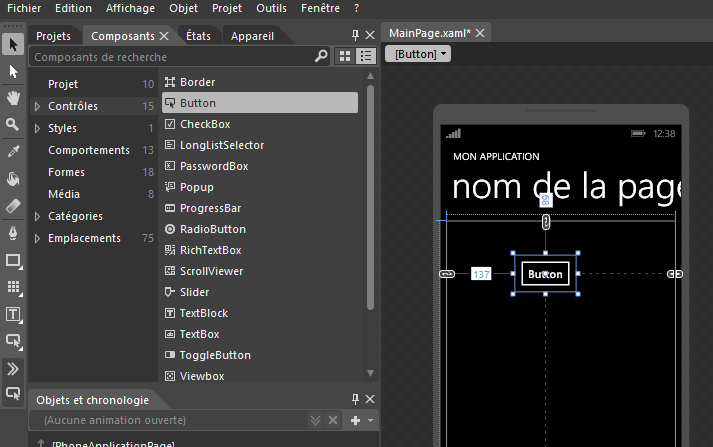 Fichier Edition Affichage Objet Projet Outils Fenêtre ?
Projets Composants États Appareil
MainPage.xaml*
Composants de recherche
[Button]
Projet 10
Contrôles 15
Styles 1
Comportements 13
Formes 18
Média 8
Catégories
Emplacements 75
Border
Button
CheckBox
LongListSelector
PasswordBox
Popup
ProgressBar
RadioButton
RichTextBox
ScrollViewer
Slider
TextBlock
TextBox
ToggleButton
Viewbox
Objets et chronologie
(Aucune animation ouverte)
[PhoneApplicationPage]
12:38
MON APPLICATION
nom de la page
137
Button